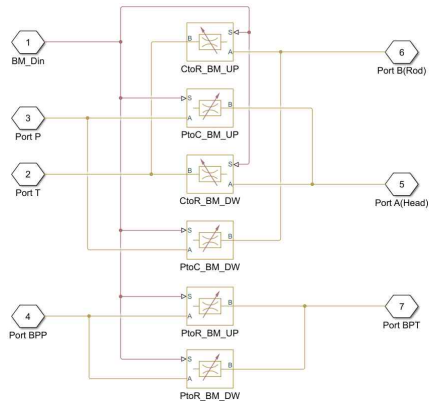 1
BM_Din
B
S
A
CtoR_BM_UP
6
Port B(Rod)
3
Port P
S
A
B
PtoC_BM_UP
2
Port T
B
S
A
CtoR_BM_DW
5
Port A(Head)
S
A
B
PtoC_BM_DW
4
Port BPP
S
A
B
PtoR_BM_UP
7
Port BPT
S
A
B
PtoR_BM_DW